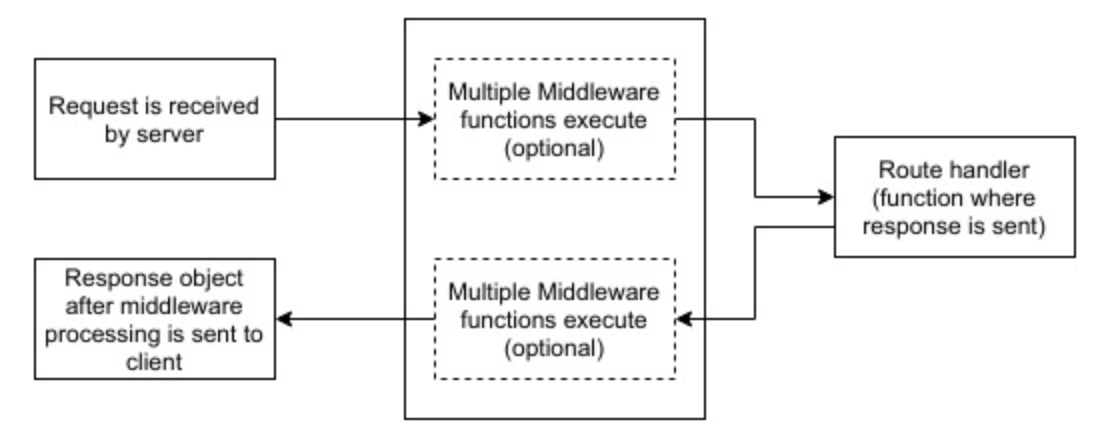 Request is received
by server
Multiple Middleware
functions execute
(optional)
Route handler
(function where
response is sent)
Response object
after middleware
processing is sent to
client
Multiple Middleware
functions execute
(optional)